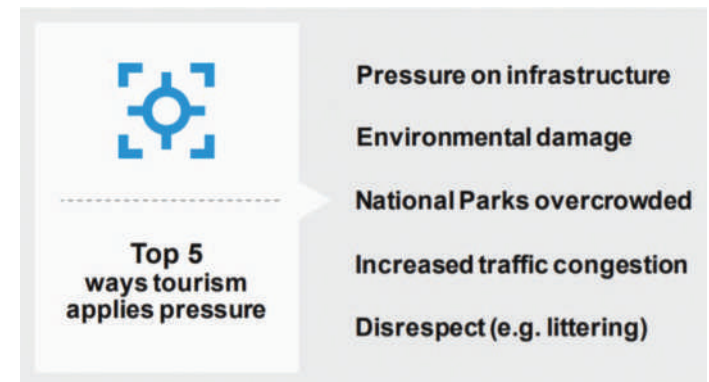 Top 5
ways tourism
applies pressure
Pressure on infrastructure
Environmental damage
National Parks overcrowded
Increased traffic congestion
Disrespect (e.g. littering)